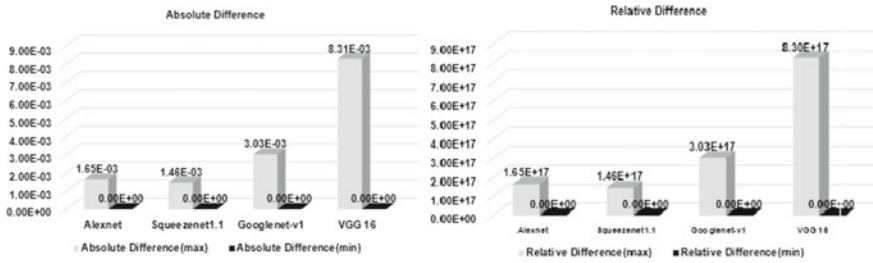 Absolute Difference
9.00E-03
8.00E-03
7.00E-03
6.00E-03
5.00E-03
4.00E-03
3.00E-03
2.00E-03
1.00E-03
0.00E+00
1.65E-03
0.00E+00
1.46E-03
0.00E+00
3.03E-03
0.00E+00
8.31E-03
0.00E+00
Alexnet Squeezenet1.1 Googlenet-v1 VGG 16
Absolute Difference(max) Absolute Difference(min)
Relative Difference
9.00E+17
8.00E+17
7.00E+17
6.00E+17
5.00E+17
4.00E+17
3.00E+17
2.00E+17
1.00E+17
0.00E+00
1.65E+17
0.00E+00
1.46E+17
0.00E+00
3.03E+17
0.00E+00
8.30E+17
0.00E+00
Alexnet Squeezenet1.1 Googlenet-v1 VGG 16
Relative Difference(max) Relative Difference(min)